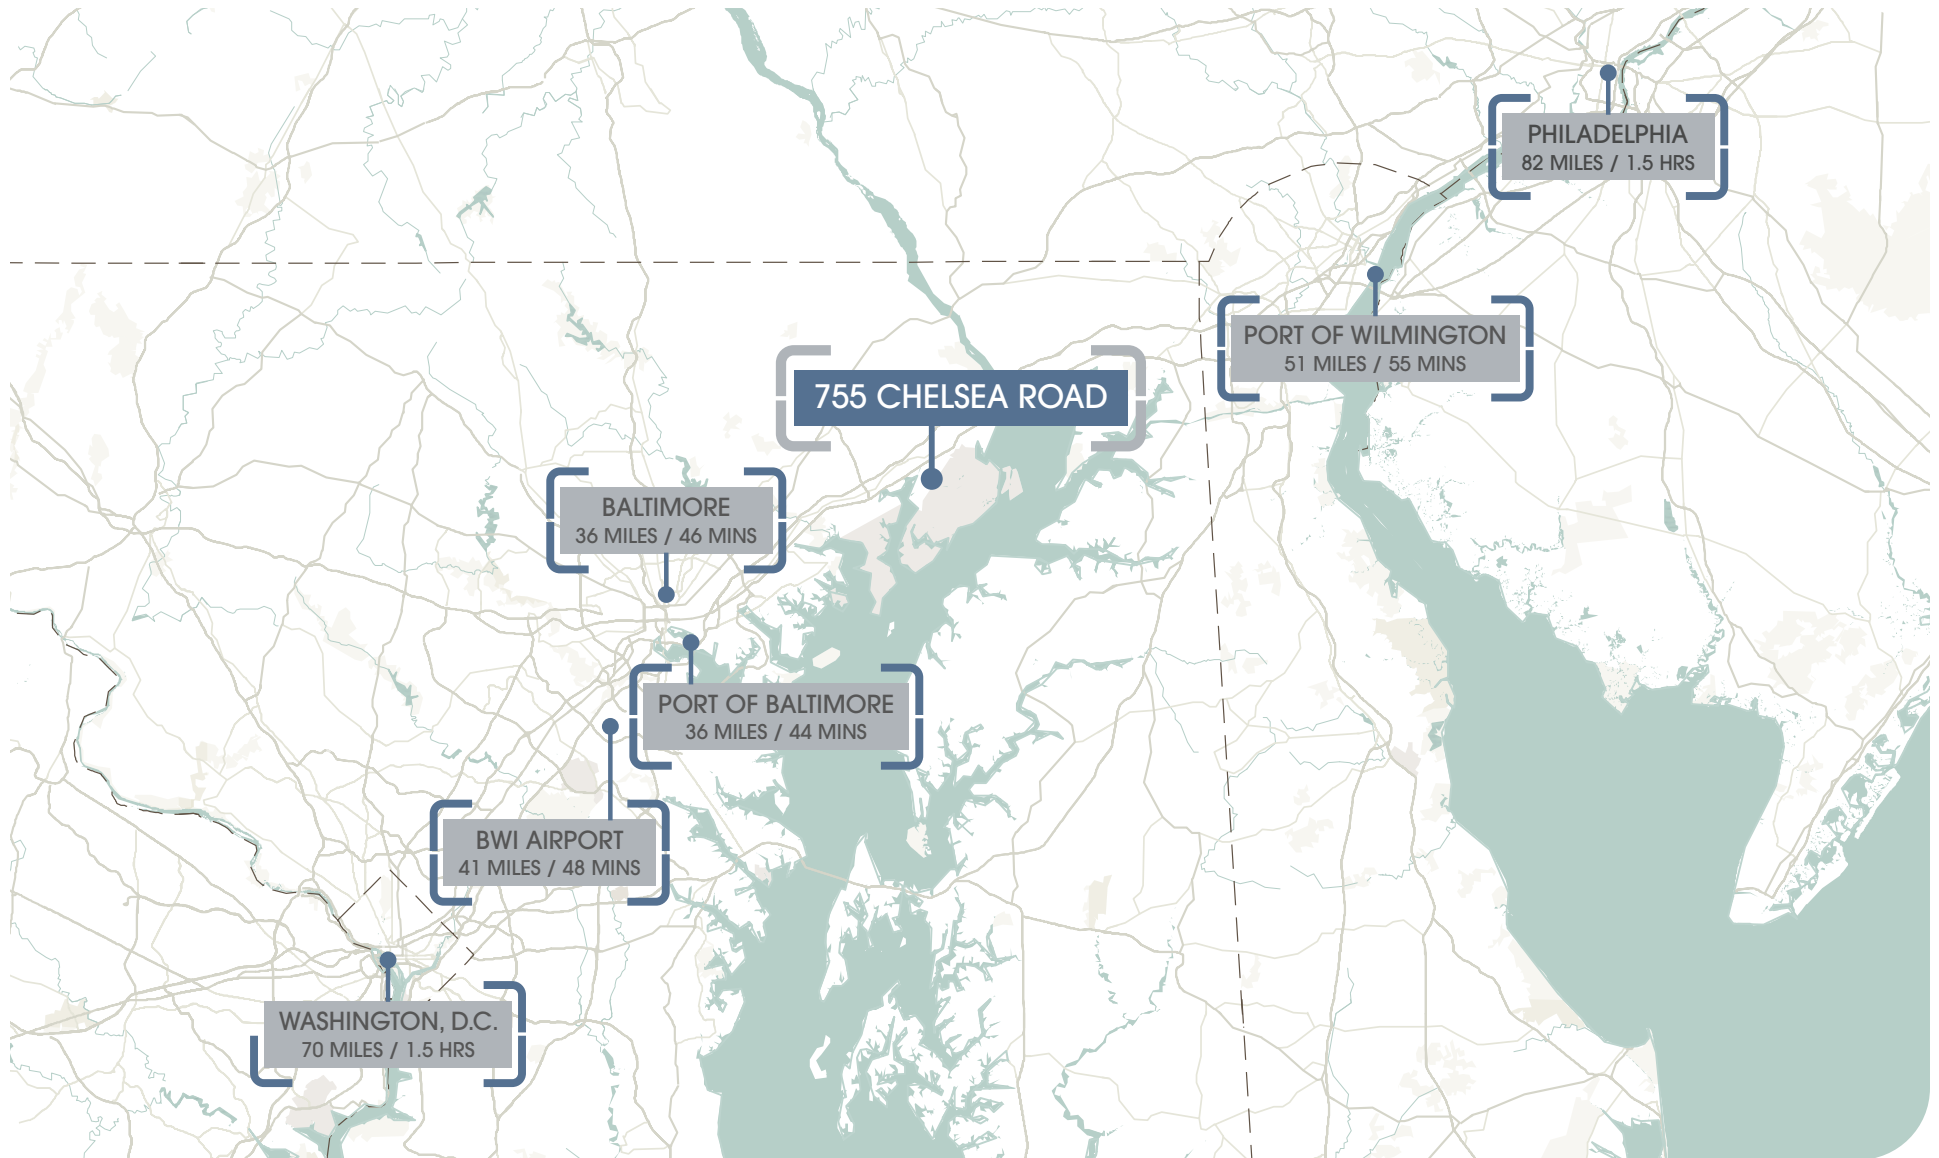 PHILADELPHIA
82 MILES / 1.5 HRS
PORT OF WILMINGTON
51 MILES / 55 MINS
755 CHELSEA ROAD
BALTIMORE
36 MILES / 46 MINS
PORT OF BALTIMORE
36 MILES / 44 MINS
BWI AIRPORT
41 MILES / 48 MINS
WASHINGTON, D.C.
70 MILES / 1.5 HRS